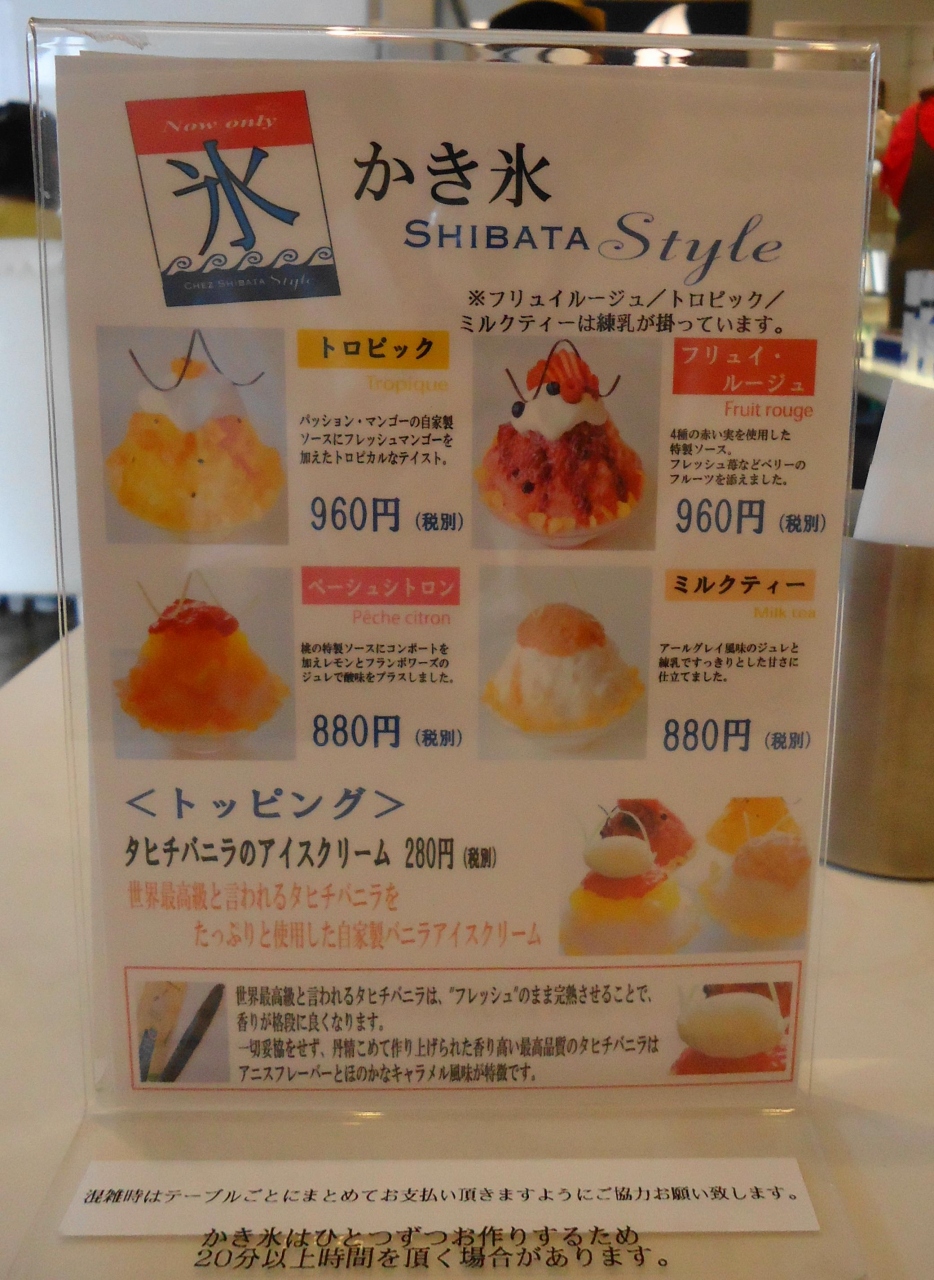 Now only
氷
CHEZ SHIBATA Style
かき氷
SHIBATA Style
※フリュイルージュ／トロピック／
ミルクティーは練乳が掛っています。
トロピック
Tropique
パッション・マンゴーの自家製
ソースにフレッシュマンゴーを
加えたトロピカルなテイスト。
960円（税別）
フリュイ・
ルージュ
Fruit rouge
4種の赤い実を使用した
特製ソース。
フレッシュ苺などベリーの
フルーツを添えました。
960円（税別）
ペーシュシトロン
Pêche citron
桃の特製ソースにコンポートを
加えレモンとフランボワーズの
ジュレで酸味をプラスしました。
880円（税別）
ミルクティー
Milk tea
アールグレイ風味のジュレと
練乳ですっきりとした甘さに
仕立てました。
880円（税別）
＜トッピング＞
タヒチバニラのアイスクリーム 280円（税別）
世界最高級と言われるタヒチバニラを
たっぷりと使用した自家製バニラアイスクリーム
世界最高級と言われるタヒチバニラは、"フレッシュ"のまま完熟させることで、
香りが格段に良くなります。
一切妥協をせず、丹精こめて作り上げられた香り高い最高品質のタヒチバニラは
アニスフレーバーとほのかなキャラメル風味が特徴です。
混雑時はテーブルごとにまとめてお支払い頂きますようにご協力お願い致します。
かき氷はひとつずつお作りするため
20分以上時間を頂く場合があります。